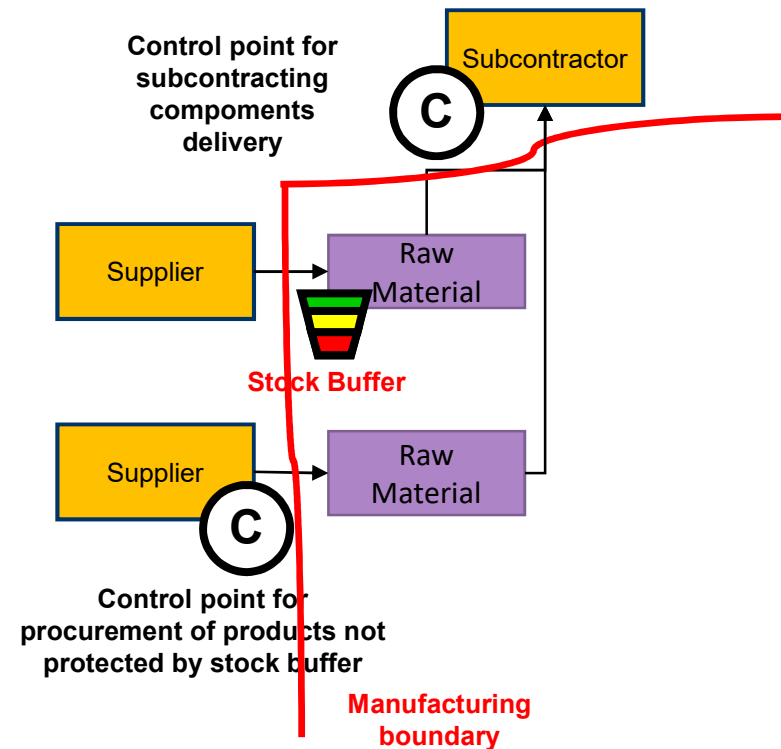 Control point for
subcontracting
compoments
delivery
Subcontractor
C
Supplier
Raw
Material
Stock Buffer
Supplier
Raw
Material
C
Control point for
procurement of products not
protected by stock buffer
Manufacturing
boundary